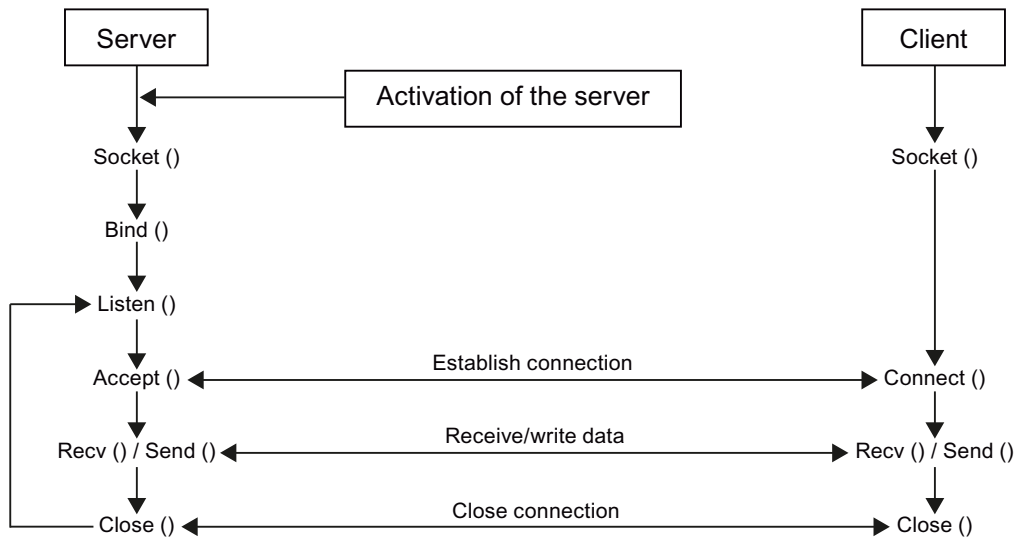 Server
Client
Activation of the server
Socket ()
Socket ()
Bind ()
Listen ()
Establish connection
Accept ()
Connect ()
Receive/write data
Recv () / Send ()
Recv () / Send ()
Close connection
Close ()
Close ()